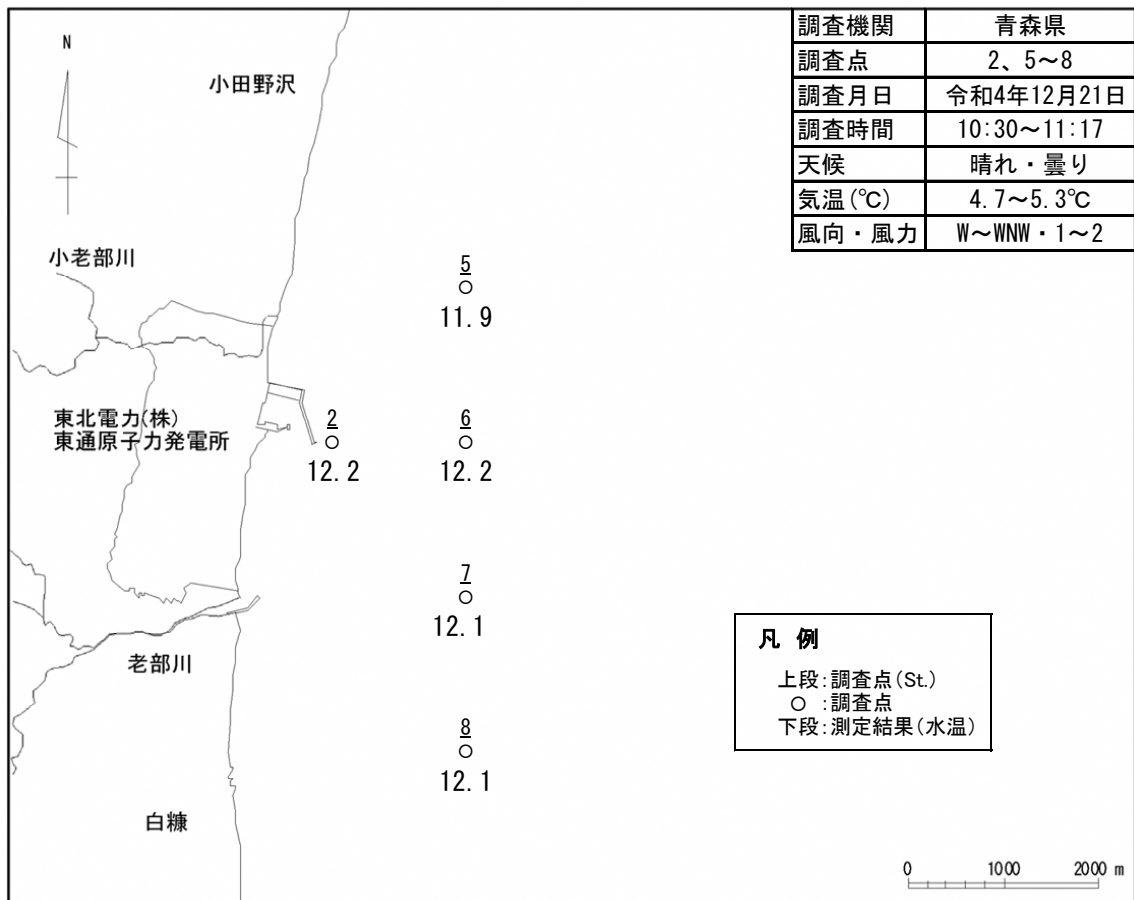 調査機関 青森県
調査点 2、5～8
調査月日 令和4年12月21日
調査時間 10:30～11:17
天候 晴れ・曇り
気温(℃) 4.7～5.3℃
風向・風力 W～WNW・1～2
N
小田野沢
小老部川
5
11.9
東北電力(株)
東通原子力発電所
2
12.2
6
12.2
7
12.1
老部川
8
12.1
白糠
凡 例
上段:調査点(St.)
○ :調査点
下段:測定結果(水温)
0 1000 2000 m